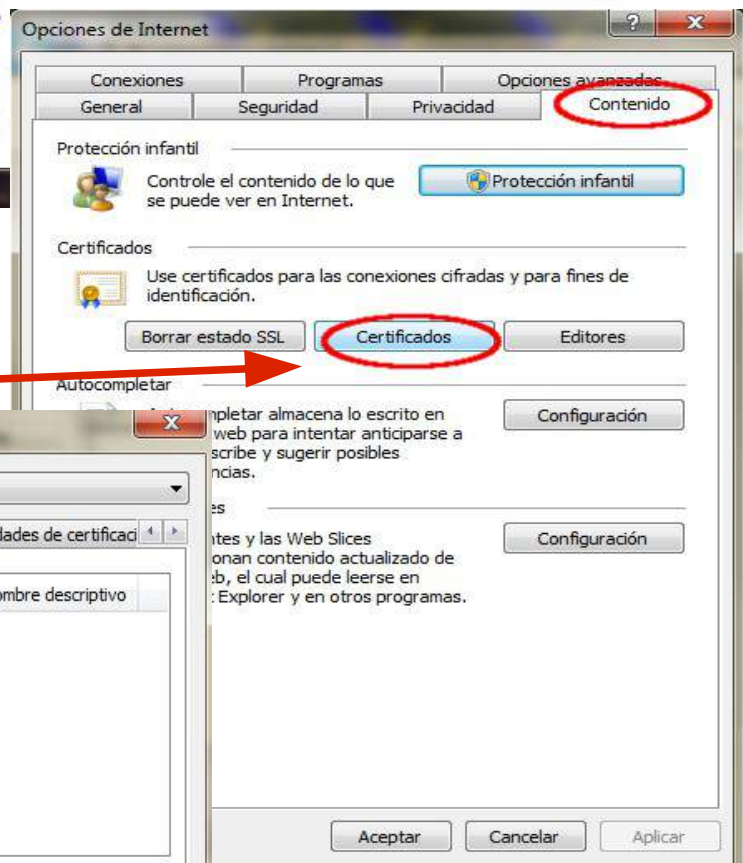 Opciones de Internet
Conexiones Programas Opciones avanzadas
General Seguridad Privacidad Contenido
Protección infantil
Controle el contenido de lo que
se puede ver en Internet.
Protección infantil
Certificados
Use certificados para las conexiones cifradas y para fines de
identificación.
Borrar estado SSL Certificados Editores
Autocompletar
pletar almacena lo escrito en
web para intentar anticiparse a
scribe y sugerir posibles
ncias.
Configuración
es
ntes y las Web Slices
onan contenido actualizado de
eb, el cual puede leerse en
t Explorer y en otros programas.
Configuración
dades de certificaci
ombre descriptivo
Aceptar Cancelar Aplicar